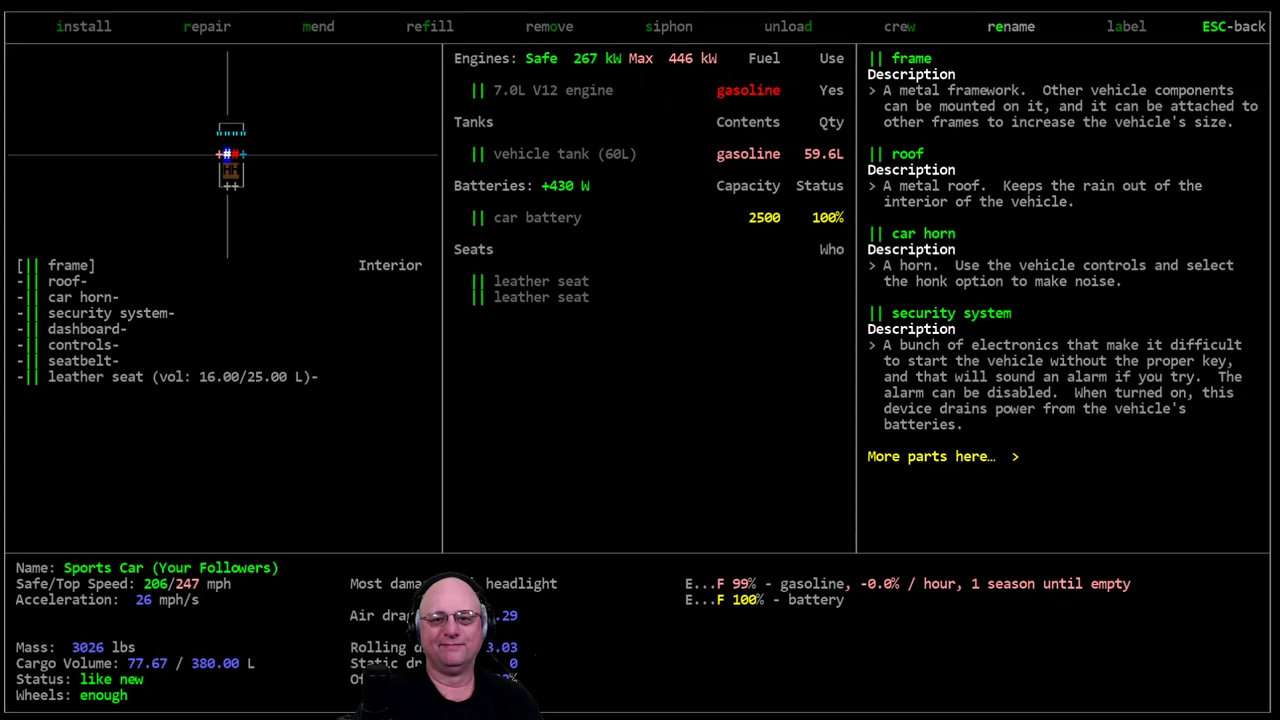 install repair mend refill remove siphon unload crew rename label ESC-back
Engines: Safe 267 kW Max 446 kW Fuel Use
|| 7.0L V12 engine gasoline Yes
Tanks Contents Qty
|| vehicle tank (60L) gasoline 59.6L
Batteries: +430 W Capacity Status
|| car battery 2500 100%
Seats Who
|| leather seat
|| leather seat
[|| frame] Interior
-|| roof-
-|| car horn-
-|| security system-
-|| dashboard-
-|| controls-
-|| seatbelt-
-|| leather seat (vol: 16.00/25.00 L)-
|| frame
Description
> A metal framework. Other vehicle components
can be mounted on it, and it can be attached to
other frames to increase the vehicle's size.
|| roof
Description
> A metal roof. Keeps the rain out of the
interior of the vehicle.
|| car horn
Description
> A horn. Use the vehicle controls and select
the honk option to make noise.
|| security system
Description
> A bunch of electronics that make it difficult
to start the vehicle without the proper key,
and that will sound an alarm if you try. The
alarm can be disabled. When turned on, this
device drains power from the vehicle's
batteries.
More parts here… >
Name: Sports Car (Your Followers)
Safe/Top Speed: 206/247 mph
Acceleration: 26 mph/s
Mass: 3026 lbs
Cargo Volume: 77.67 / 380.00 L
Status: like new
Wheels: enough
Most headlight
Air .29
Rolling 3.03
Static 0
E...F 99% - gasoline, -0.0% / hour, 1 season until empty
E...F 100% - battery